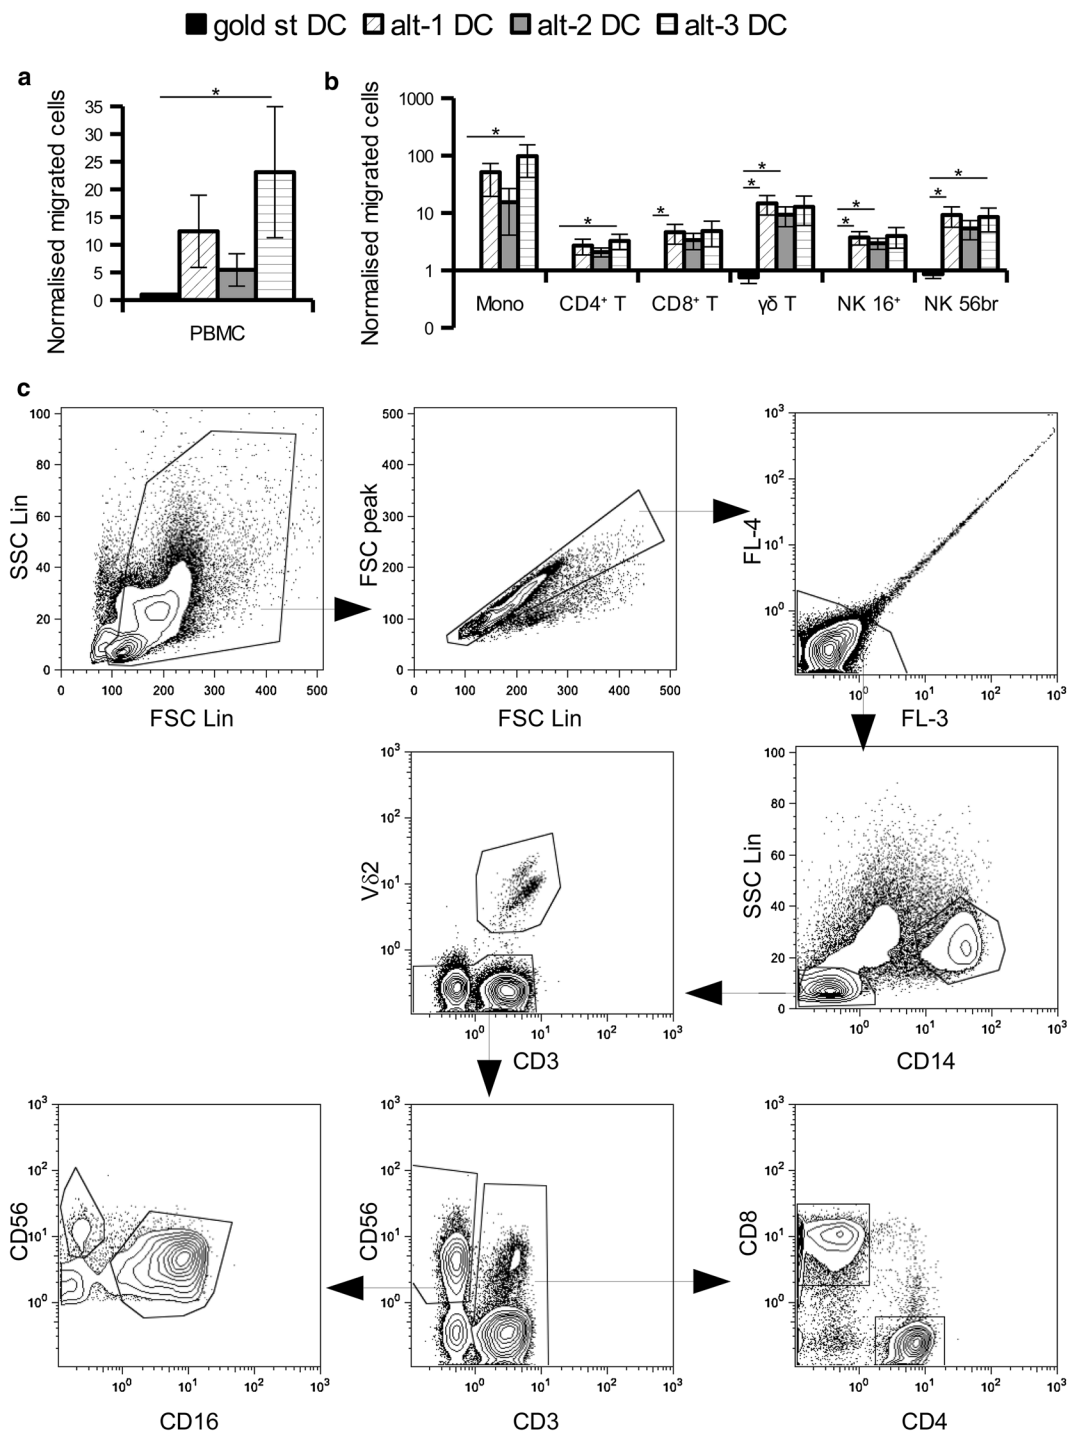 gold st DC alt-1 DC alt-2 DC alt-3 DC
a
Normalised migrated cells
35
30
25
20
15
10
5
0
*
PBMC
b
Normalised migrated cells
1000
100
10
1
0
*
*
*
*
*
*
*
*
*
Mono CD4⁺ T CD8⁺ T γδ T NK 16⁺ NK 56br
c
SSC Lin
100
80
60
40
20
0
0 100 200 300 400 500
FSC Lin
FSC peak
500
400
300
200
100
0
0 100 200 300 400 500
FSC Lin
FL-4
10³
10²
10¹
10⁰
10⁰ 10¹ 10² 10³
FL-3
Vδ2
10³
10²
10¹
10⁰
10⁰ 10¹ 10² 10³
CD3
SSC Lin
100
80
60
40
20
0
10⁰ 10¹ 10² 10³
CD14
CD56
10³
10²
10¹
10⁰
10⁰ 10¹ 10² 10³
CD16
CD56
10³
10²
10¹
10⁰
10⁰ 10¹ 10² 10³
CD3
CD8
10³
10²
10¹
10⁰
10⁰ 10¹ 10² 10³
CD4